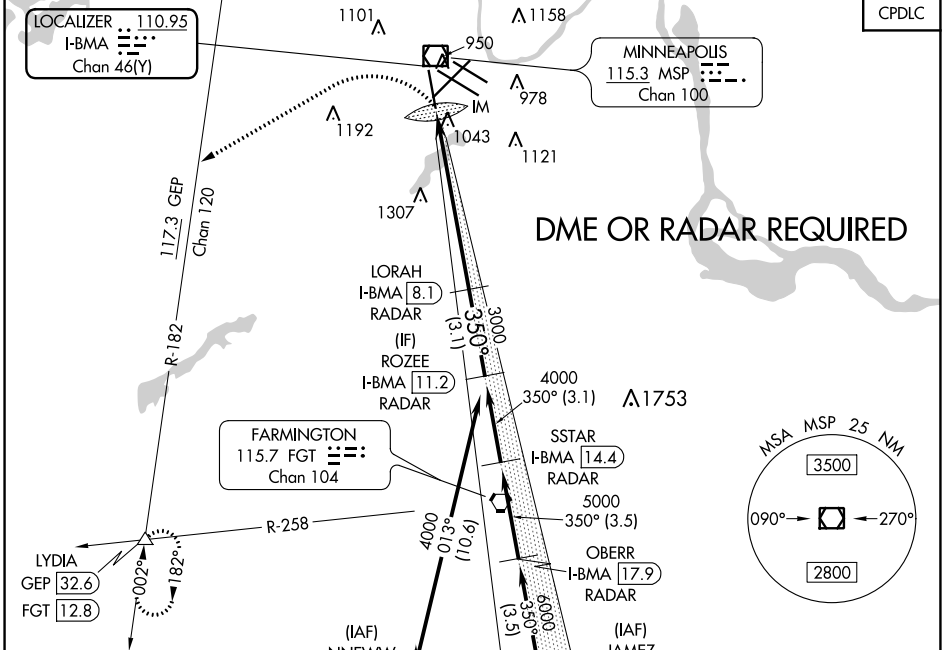 LOCALIZER 110.95
I-BMA
Chan 46(Y)
1101
1158
CPDLC
950
MINNEAPOLIS
115.3 MSP
Chan 100
978
IM
1192
1043
1121
1307
117.3 GEP
Chan 120
DME OR RADAR REQUIRED
LORAH
I-BMA 8.1
RADAR
350°
(3.1)
3000
(IF)
ROZEE
I-BMA 11.2
RADAR
R-182
4000
350° (3.1)
1753
FARMINGTON
115.7 FGT
Chan 104
SSTAR
I-BMA 14.4
RADAR
MSA MSP 25 NM
3500
090°
270°
2800
5000
350° (3.5)
R-258
4000
013°
(10.6)
OBERR
I-BMA 17.9
RADAR
LYDIA
GEP 32.6
FGT 12.8
002°
182°
6000
350°
(3.5)
(IAF)
(IAF)